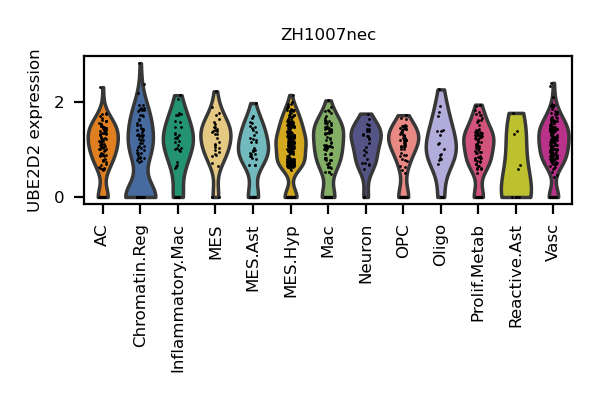 ZH1007nec
UBE2D2 expression
2
0
AC
Chromatin.Reg
Inflammatory.Mac
MES
MES.Ast
MES.Hyp
Mac
Neuron
OPC
Oligo
Prolif.Metab
Reactive.Ast
Vasc